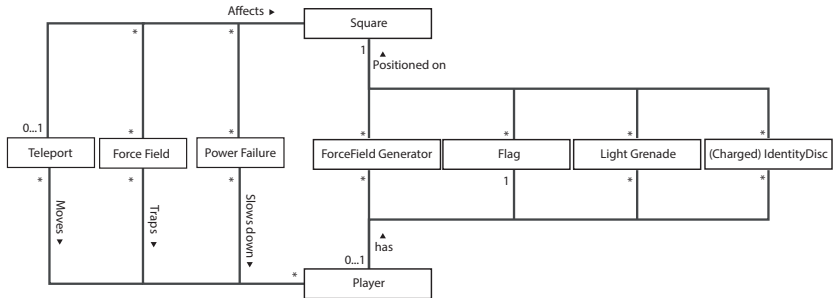 Affects ►
Square
* * *
1
▲
Positioned on
0...1 * *
* * * *
Teleport
Force Field
Power Failure
ForceField Generator
Flag
Light Grenade
(Charged) IdentityDisc
* * *
* 1 * *
Moves ►
Traps ►
Slows down ►
▲
has
0...1
*
Player